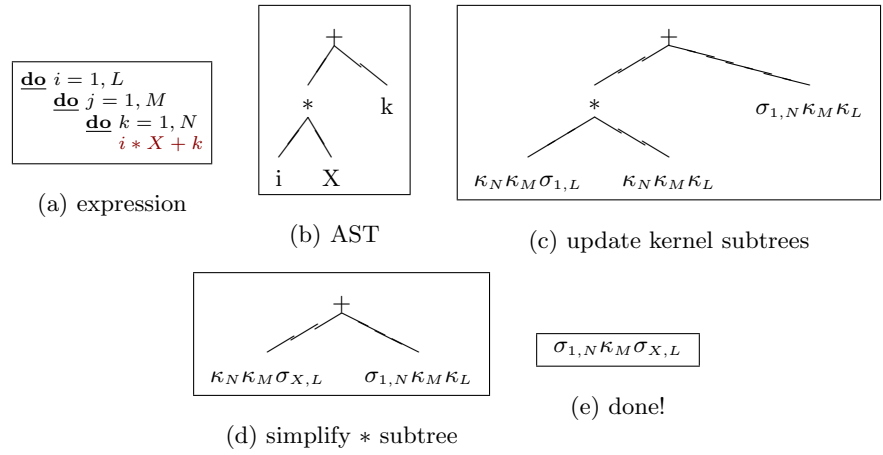 do i = 1, L
do j = 1, M
do k = 1, N
i ∗ X + k
(a) expression
+
∗ k
i X
(b) AST
+
∗ σ1,N κM κL
κN κM σ1,L κN κM κL
(c) update kernel subtrees
+
κN κM σX,L σ1,N κM κL
(d) simplify ∗ subtree
σ1,N κM σX,L
(e) done!